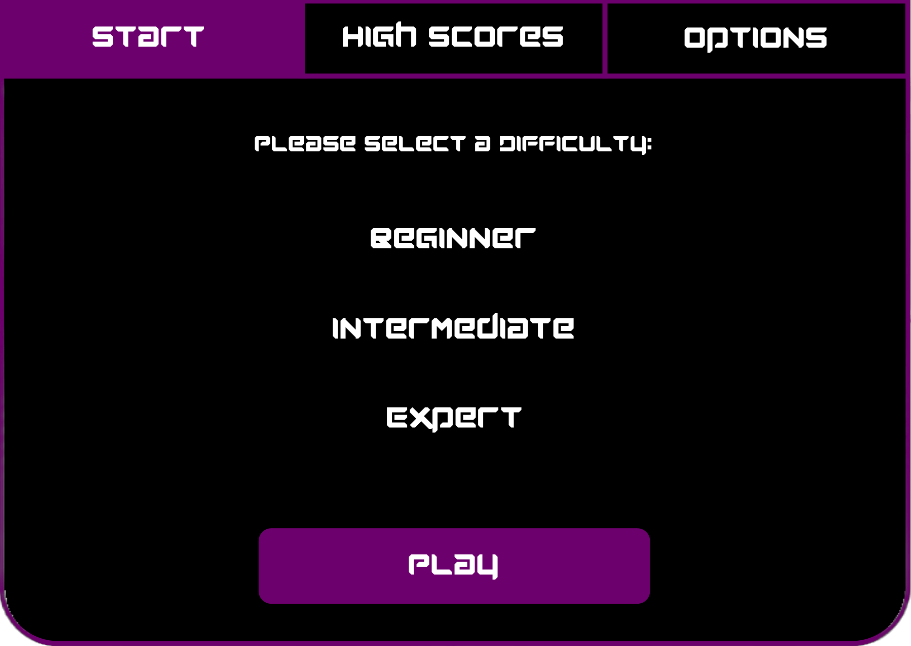 Start
High Scores
Options
Please select a difficulty:
Beginner
Intermediate
Expert
Play